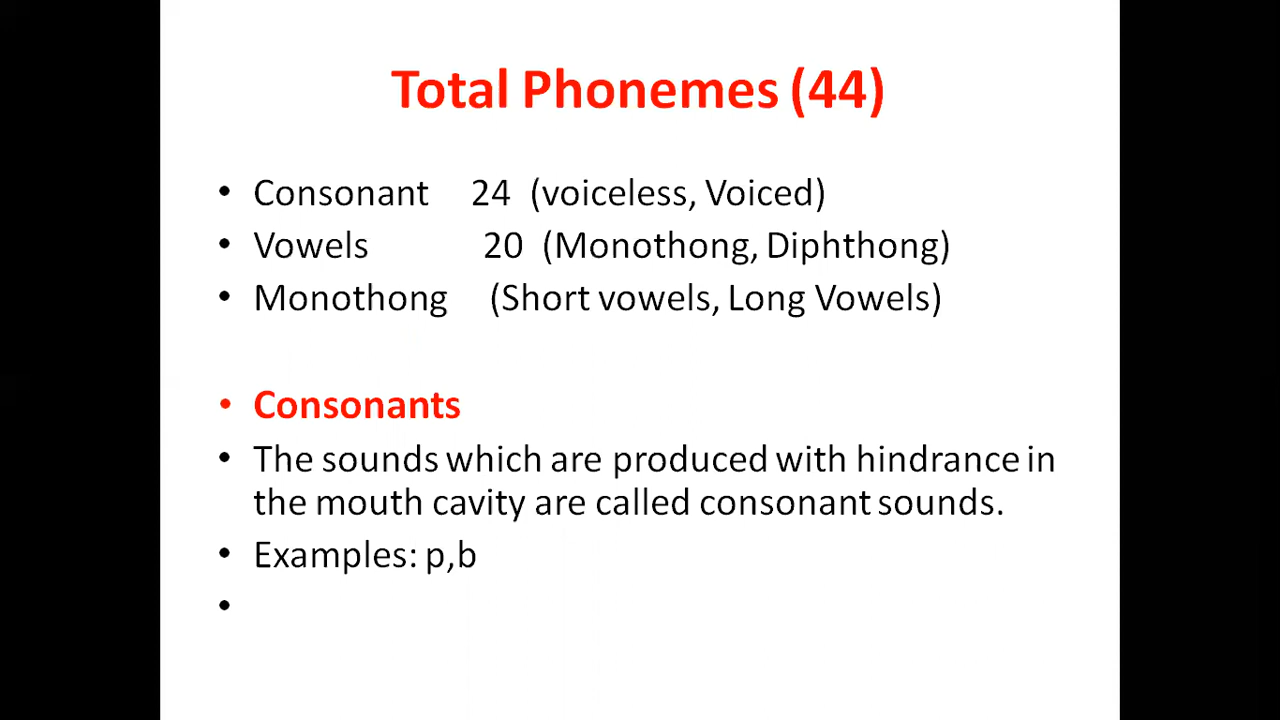 Total Phonemes (44)
• Consonant 24 (voiceless, Voiced)
• Vowels 20 (Monothong, Diphthong)
• Monothong (Short vowels, Long Vowels)
• Consonants
• The sounds which are produced with hindrance in
the mouth cavity are called consonant sounds.
• Examples: p,b
•